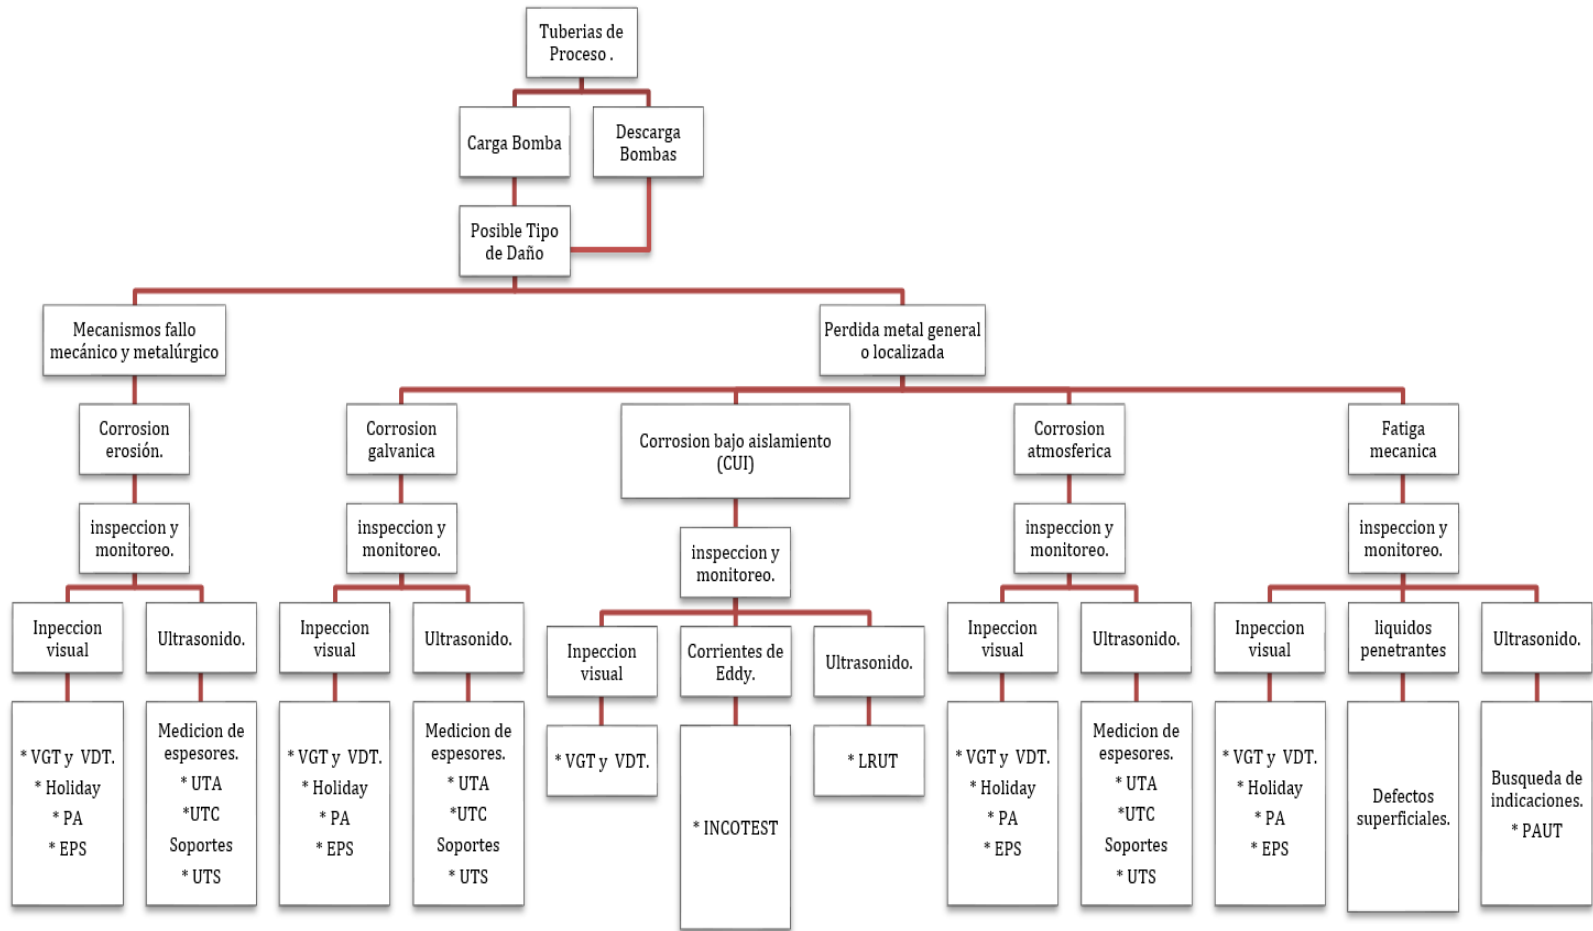 Tuberias de
Proceso .
Carga Bomba
Descarga
Bombas
Posible Tipo
de Daño
Mecanismos fallo
mecánico y metalúrgico
Perdida metal general
o localizada
Corrosion
erosión.
Corrosion
galvanica
Corrosion bajo aislamiento
(CUI)
Corrosion
atmosferica
Fatiga
mecanica
inspeccion y
monitoreo.
inspeccion y
monitoreo.
inspeccion y
monitoreo.
inspeccion y
monitoreo.
inspeccion y
monitoreo.
Inpeccion
visual
Ultrasonido.
Inpeccion
visual
Ultrasonido.
Inpeccion
visual
Corrientes de
Eddy.
Ultrasonido.
Inpeccion
visual
Ultrasonido.
Inpeccion
visual
liquidos
penetrantes
Ultrasonido.
* VGT y VDT.
* Holiday
* PA
* EPS
Medicion de
espesores.
* UTA
*UTC
Soportes
* UTS
* VGT y VDT.
* Holiday
* PA
* EPS
Medicion de
espesores.
* UTA
*UTC
Soportes
* UTS
* VGT y VDT.
* INCOTEST
* LRUT
* VGT y VDT.
* Holiday
* PA
* EPS
Medicion de
espesores.
* UTA
*UTC
Soportes
* UTS
* VGT y VDT.
* Holiday
* PA
* EPS
Defectos
superficiales.
Busqueda de
indicaciones.
* PAUT